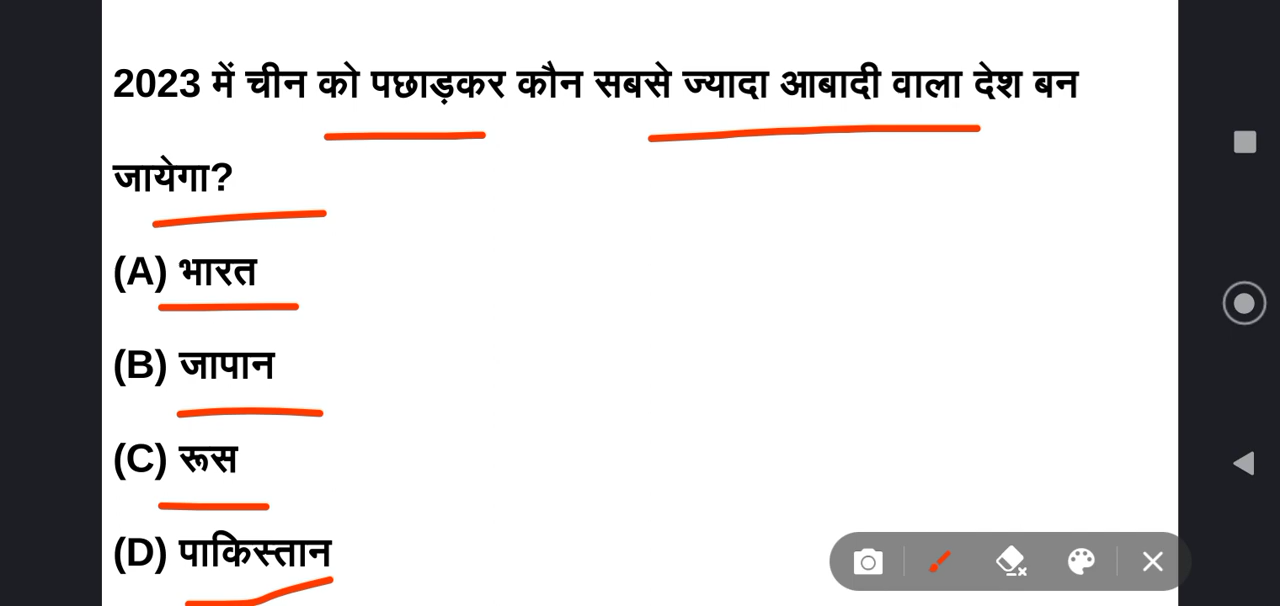 2023 में चीन को पछाड़कर कौन सबसे ज्यादा आबादी वाला देश बन
जायेगा?
(A) भारत
(B) जापान
(C) रूस
(D) पाकिस्तान